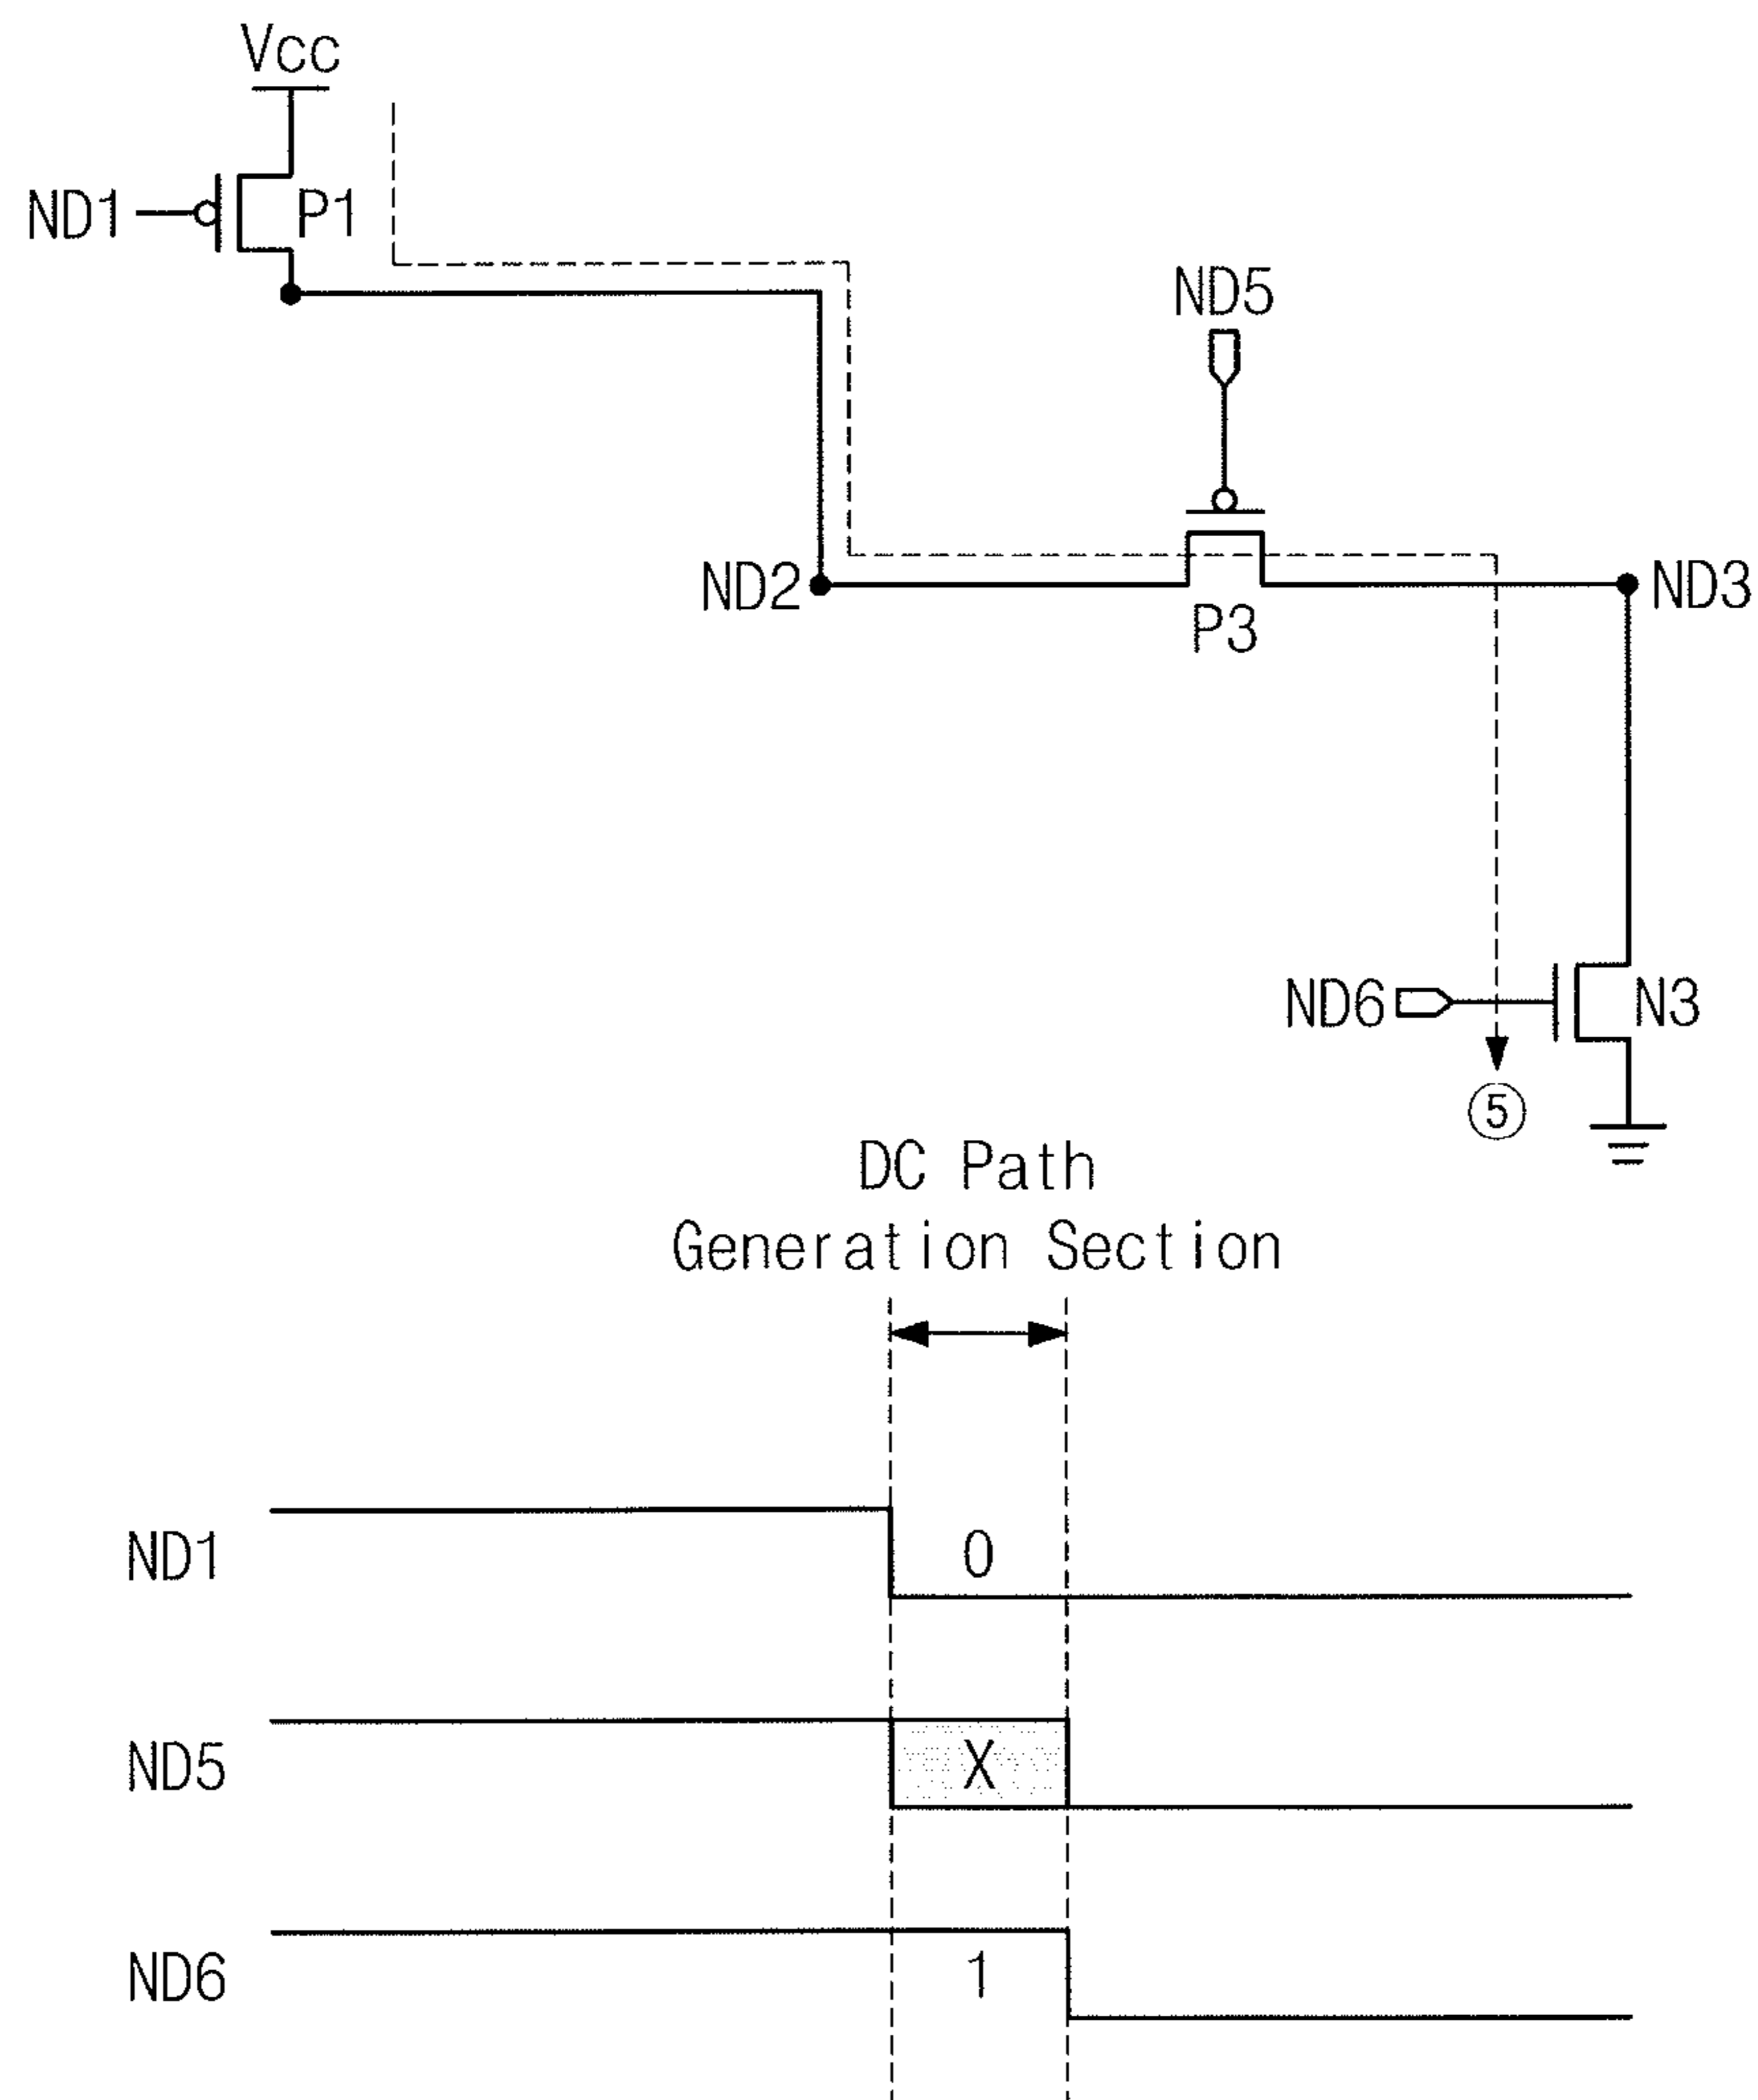 Vcc
ND1
P1
ND5
ND2
P3
ND3
ND6
N3
⑤
DC Path
Generation Section
ND1
0
ND5
X
ND6
1